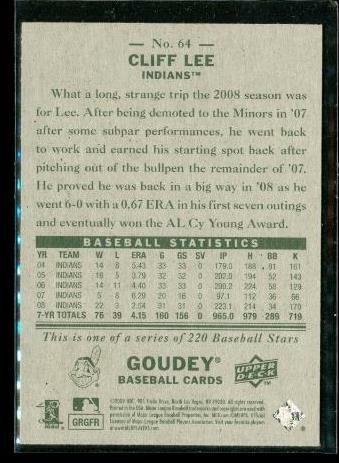 — No. 64 —
CLIFF LEE
INDIANS™
What a long, strange trip the 2008 season was
for Lee. After being demoted to the Minors in '07
after some subpar performances, he went back
to work and earned his starting spot back after
pitching out of the bullpen the remainder of '07.
He proved he was back in a big way in '08 as he
went 6-0 with a 0.67 ERA in his first seven outings
and eventually won the AL Cy Young Award.
BASEBALL STATISTICS
YR TEAM W L ERA G GS SV IP H BB K
04 INDIANS 14 8 5.43 33 33 0 179.0 188 81 161
05 INDIANS 18 5 3.79 32 32 0 202.0 194 52 143
06 INDIANS 14 11 4.40 33 33 0 200.2 224 58 129
07 INDIANS 5 8 6.29 20 16 0 97.1 112 36 66
08 INDIANS 22 3 2.54 31 31 0 223.1 214 34 170
7-YR TOTALS 76 39 4.15 160 155 0 965.0 979 289 719
This is one of a series of 220 Baseball Stars
GOUDEY®
BASEBALL CARDS
UPPER
DECK
GRGFR